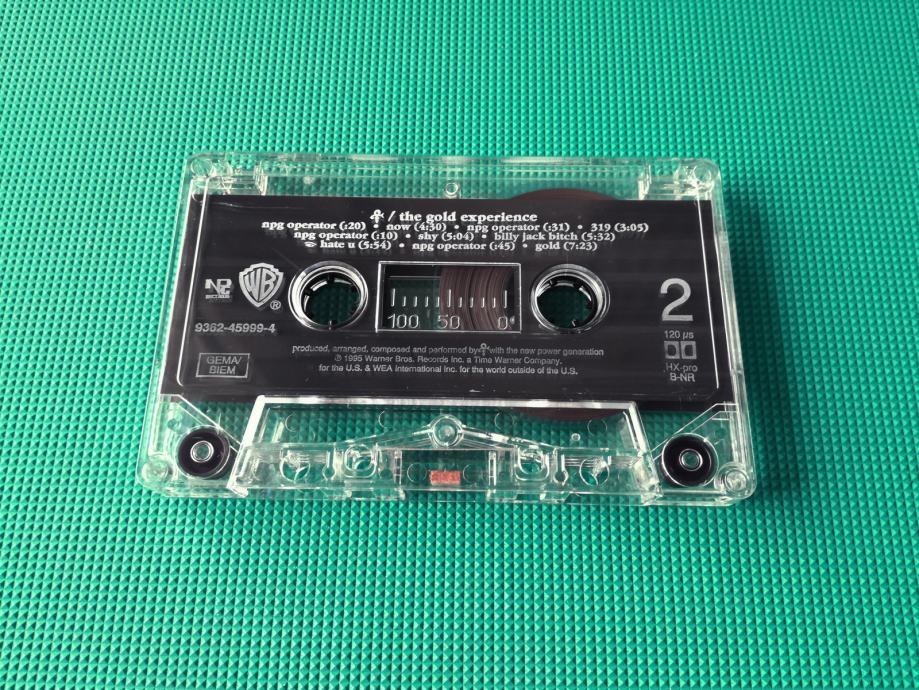 / the gold experience
npg operator (:20) • now (4:30) • npg operator (:31) • 319 (3:05)
npg operator (:10) • shy (5:04) • billy jack bitch (5:32)
hate u (5:54) • npg operator (:45) • gold (7:23)
WB
®
9362-45999-4
GEMA/
BIEM
100 50 0
2
120 µs
HX-pro
B-NR
produced, arranged, composed and performed by with the new power generation
℗ 1995 Warner Bros. Records Inc. a Time Warner Company.
for the U.S. & WEA International Inc. for the world outside of the U.S.